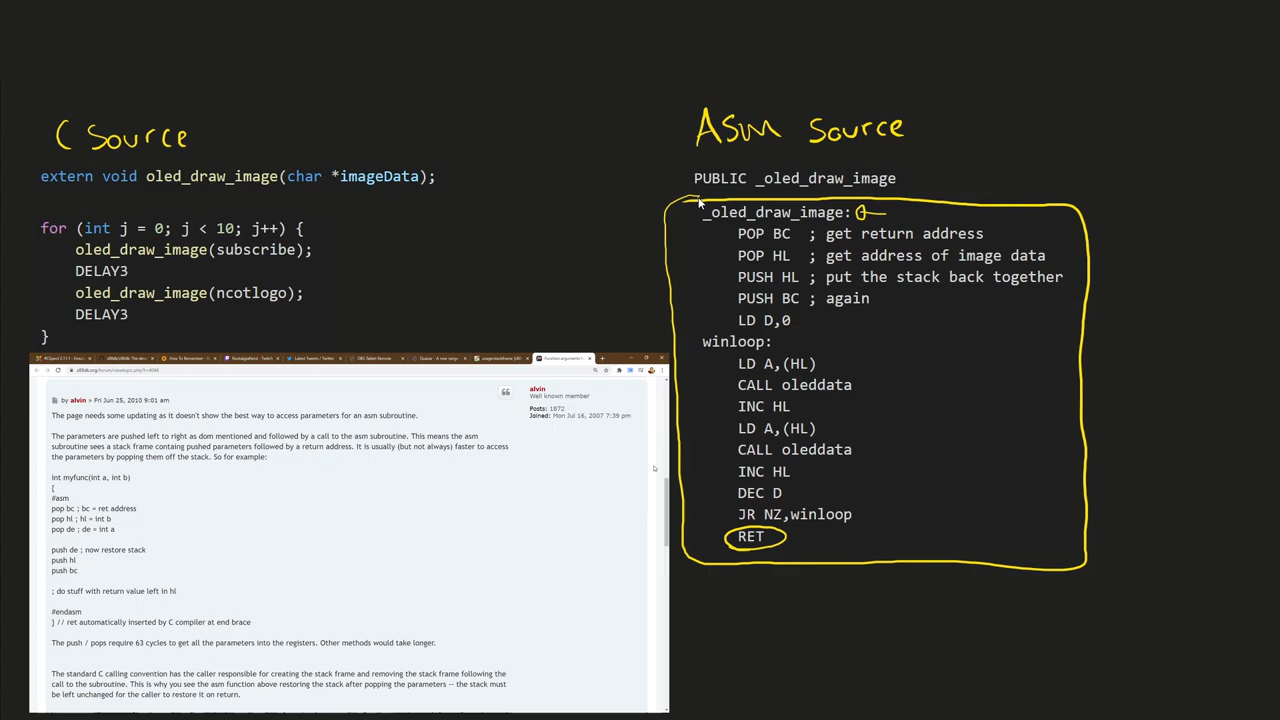 C Source
extern void oled_draw_image(char *imageData);
for (int j = 0; j < 10; j++) {
oled_draw_image(subscribe);
DELAY3
oled_draw_image(ncotlogo);
DELAY3
}
Asm Source
PUBLIC _oled_draw_image
_oled_draw_image:
POP BC ; get return address
POP HL ; get address of image data
PUSH HL ; put the stack back together
PUSH BC ; again
LD D,0
winloop:
LD A,(HL)
CALL oleddata
INC HL
LD A,(HL)
CALL oleddata
INC HL
DEC D
JR NZ,winloop
RET
by alvin » Fri Jun 25, 2010 9:01 am
The page needs some updating as it doesn't show the best way to access parameters for an asm subroutine.
The parameters are pushed left to right as dom mentioned and followed by a call to the asm subroutine. This means the asm
subroutine sees a stack frame containg pushed parameters followed by a return address. It is usually (but not always) faster to access
the parameters by popping them off the stack. So for example:
int myfunc(int a, int b)
{
#asm
pop bc ; bc = ret address
pop hl ; hl = int b
pop de ; de = int a
push de ; now restore stack
push hl
push bc
; do stuff with return value left in hl
#endasm
} // ret automatically inserted by C compiler at end brace
The push / pops require 63 cycles to get all the parameters into the registers. Other methods would take longer.
The standard C calling convention has the caller responsible for creating the stack frame and removing the stack frame following the
call to the subroutine. This is why you see the asm function above restoring the stack after popping the parameters -- the stack must
be left unchanged for the caller to restore it on return.
alvin
Well known member
Posts: 1872
Joined: Mon Jul 16, 2007 7:39 pm